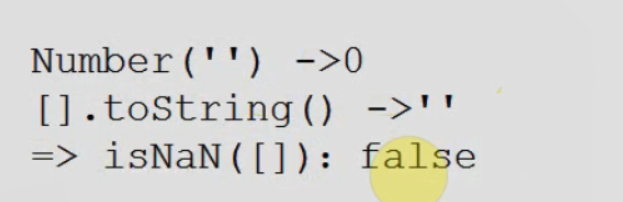 Number('') ->0
[].toString() ->''
=> isNaN([]): false